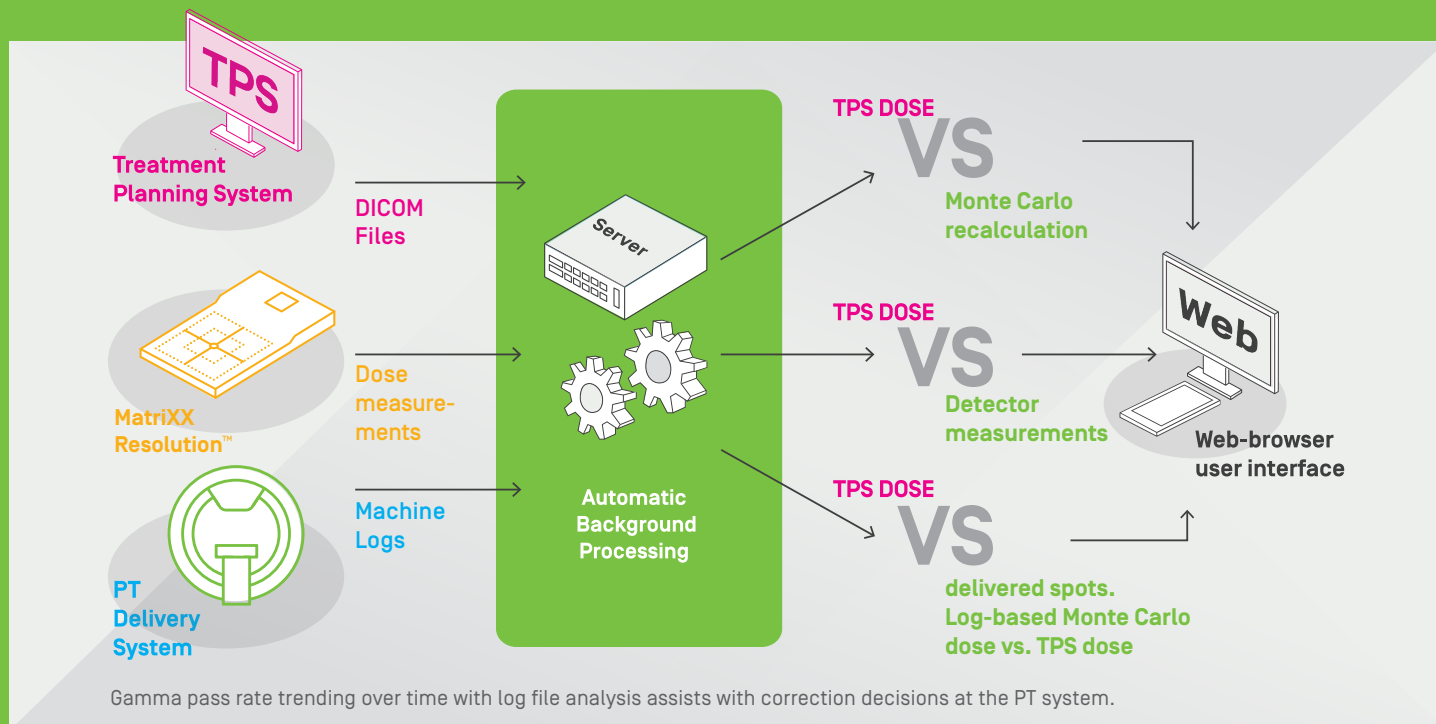 TPS
Treatment
Planning System
DICOM
Files
MatriXX
Resolution™
Dose
measure-
ments
PT
Delivery
System
Machine
Logs
Server
Automatic
Background
Processing
TPS DOSE
VS
Monte Carlo
recalculation
TPS DOSE
VS
Detector
measurements
TPS DOSE
VS
delivered spots.
Log-based Monte Carlo
dose vs. TPS dose
Web
Web-browser
user interface
Gamma pass rate trending over time with log file analysis assists with correction decisions at the PT system.